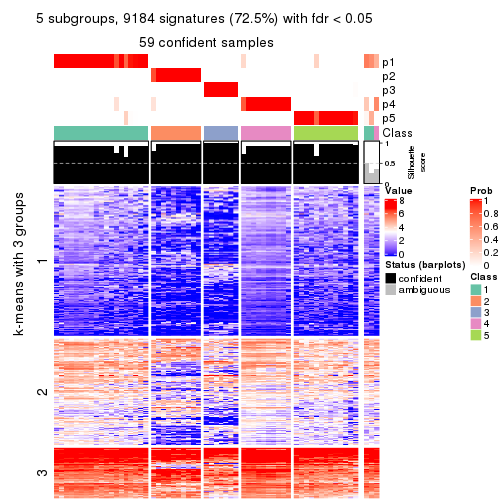 5 subgroups, 9184 signatures (72.5%) with fdr < 0.05
59 confident samples
p1
p2
p3
p4
p5
Class
1
0.5
0
Silhouette
score
k-means with 3 groups
1
2
3
Value
8
6
4
2
0
Status (barplots)
confident
ambiguous
Prob
1
0.8
0.6
0.4
0.2
0
Class
1
2
3
4
5